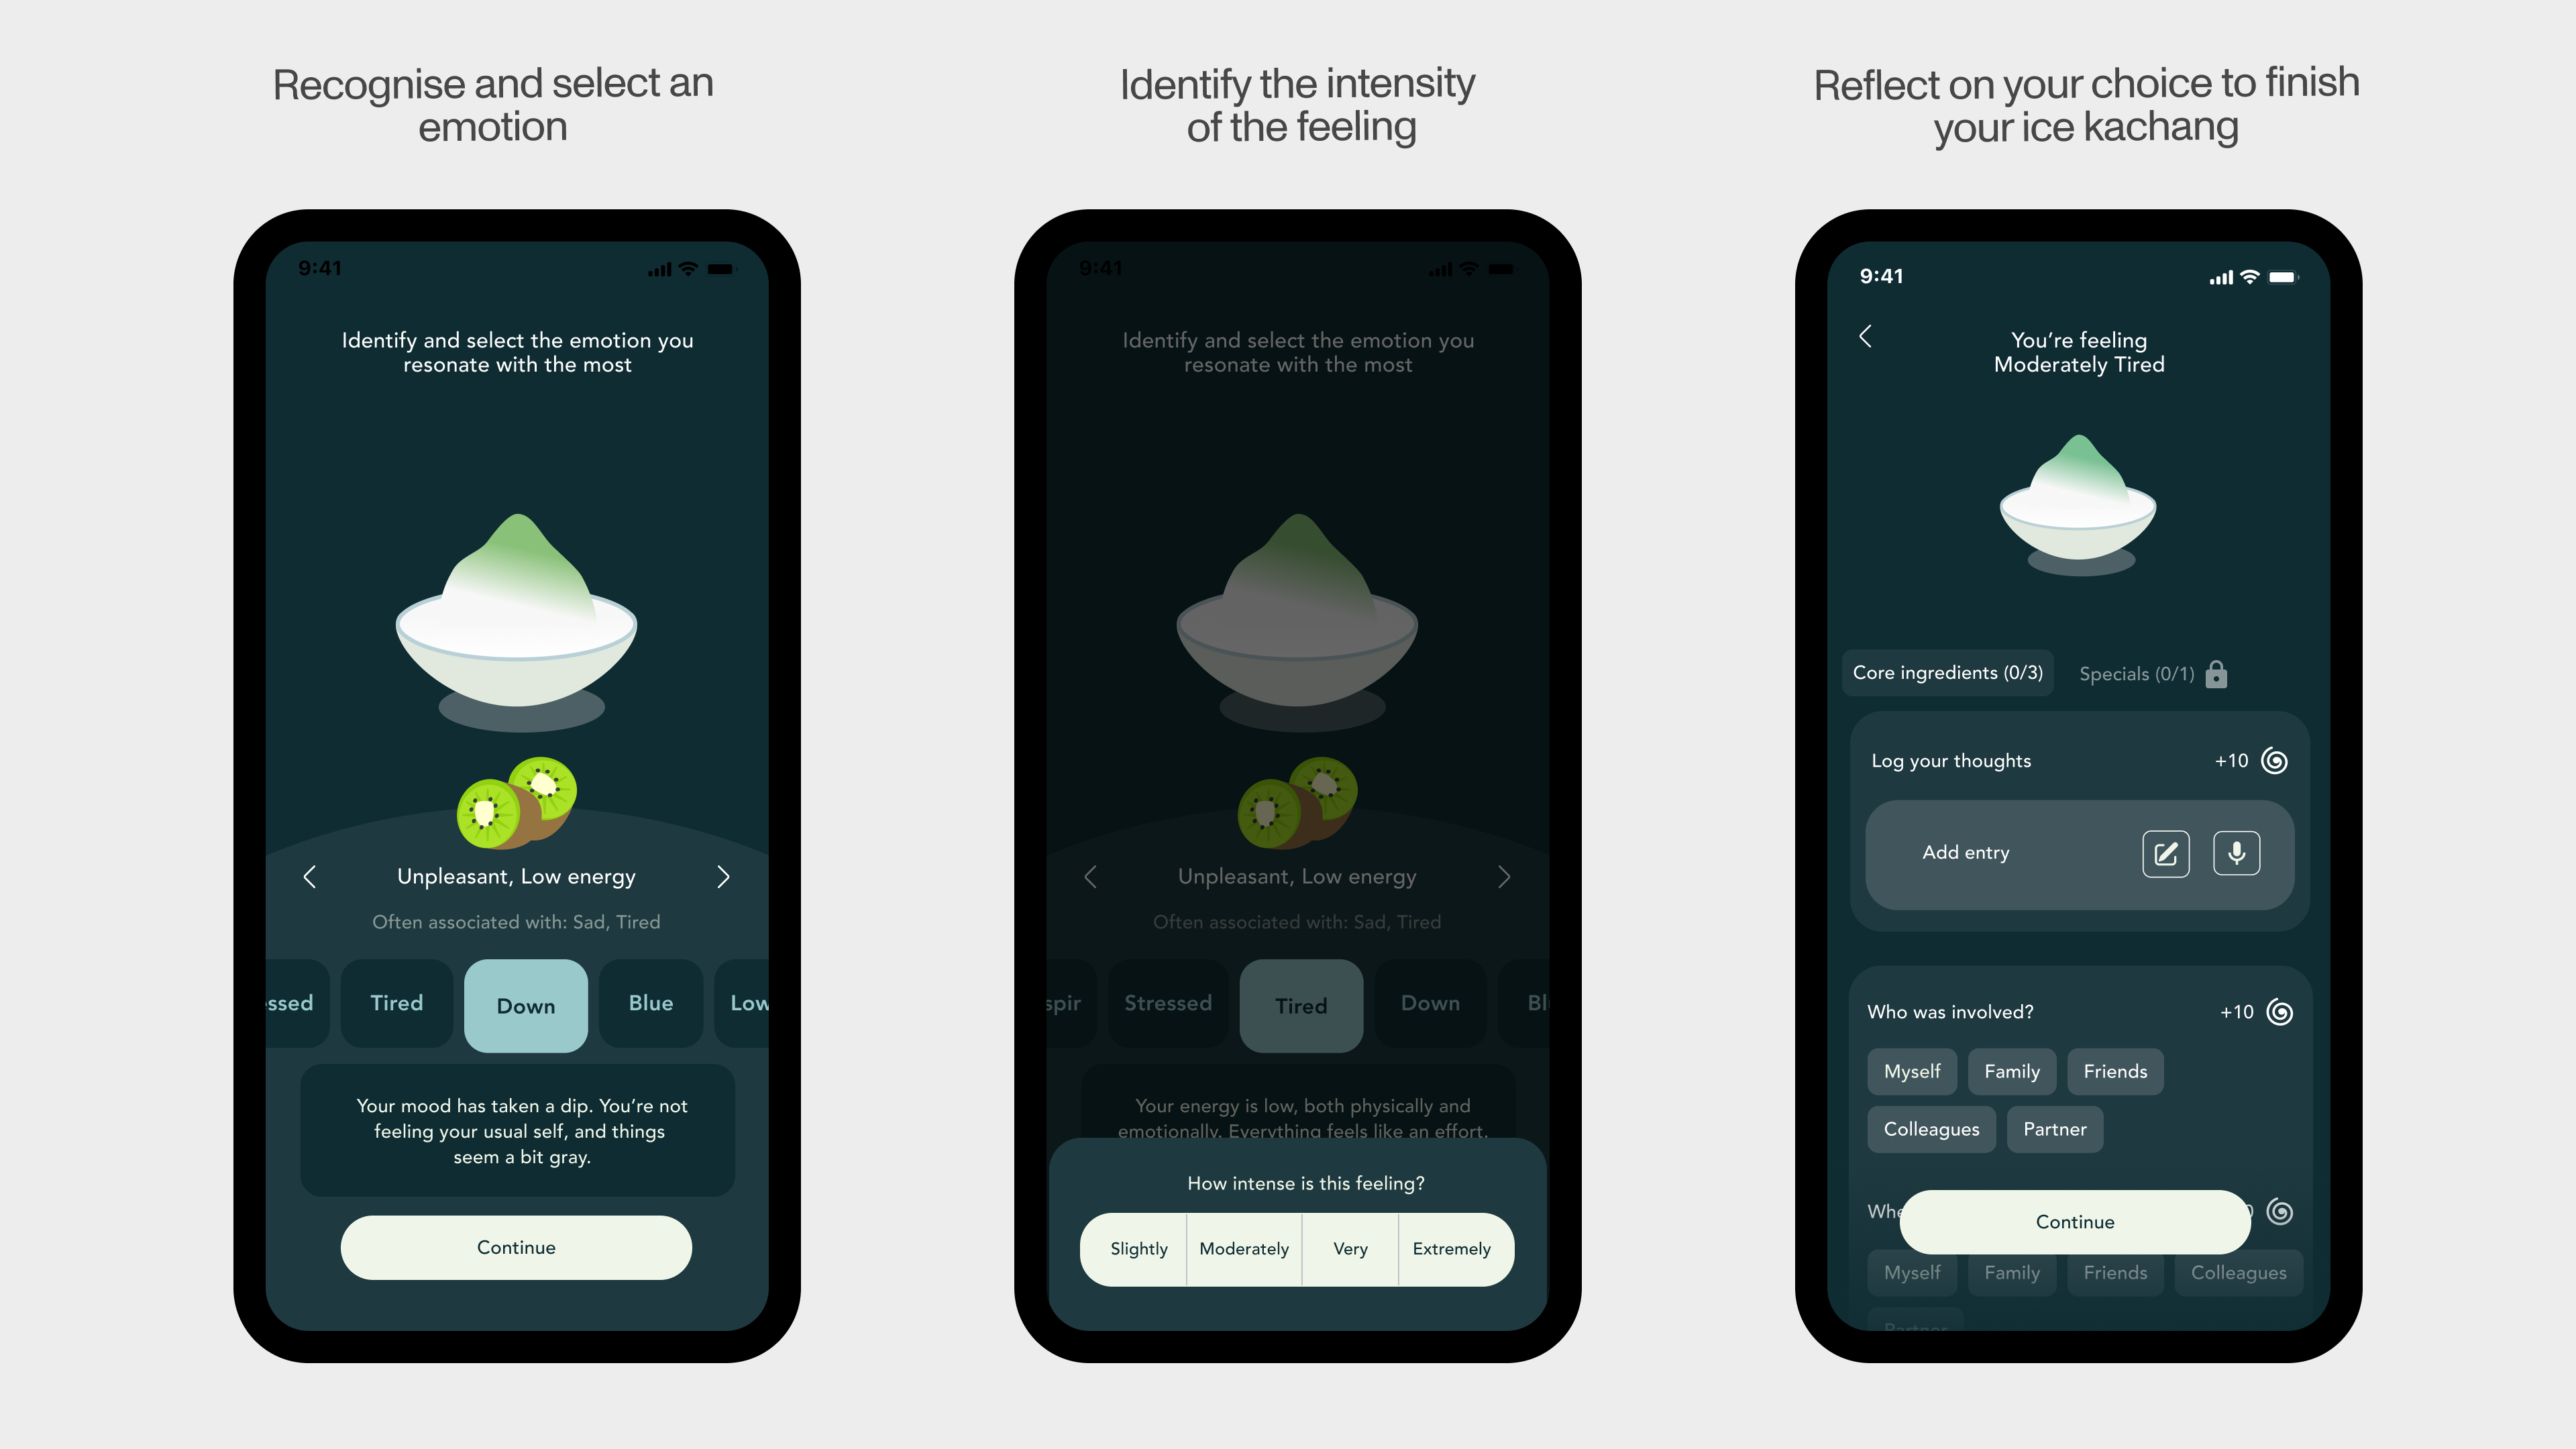 Recognise and select an
emotion
Identify the intensity
of the feeling
Reflect on your choice to finish
your ice kachang
9:41
Identify and select the emotion you
resonate with the most
Unpleasant, Low energy
Often associated with: Sad, Tired
ssed
Tired
Down
Blue
Low
Your mood has taken a dip. You're not
feeling your usual self, and things
seem a bit gray.
Continue
9:41
Identify and select the emotion you
resonate with the most
Unpleasant, Low energy
Often associated with: Sad, Tired
spir
Stressed
Tired
Down
Bl
Your energy is low, both physically and
emotionally. Everything feels like an effort.
How intense is this feeling?
Slightly
Moderately
Very
Extremely
9:41
You're feeling
Moderately Tired
Core ingredients (0/3)
Specials (0/1)
Log your thoughts
+10
Add entry
Who was involved?
+10
Myself
Family
Friends
Colleagues
Partner
Whe
Continue
Myself
Family
Friends
Colleagues
Partner